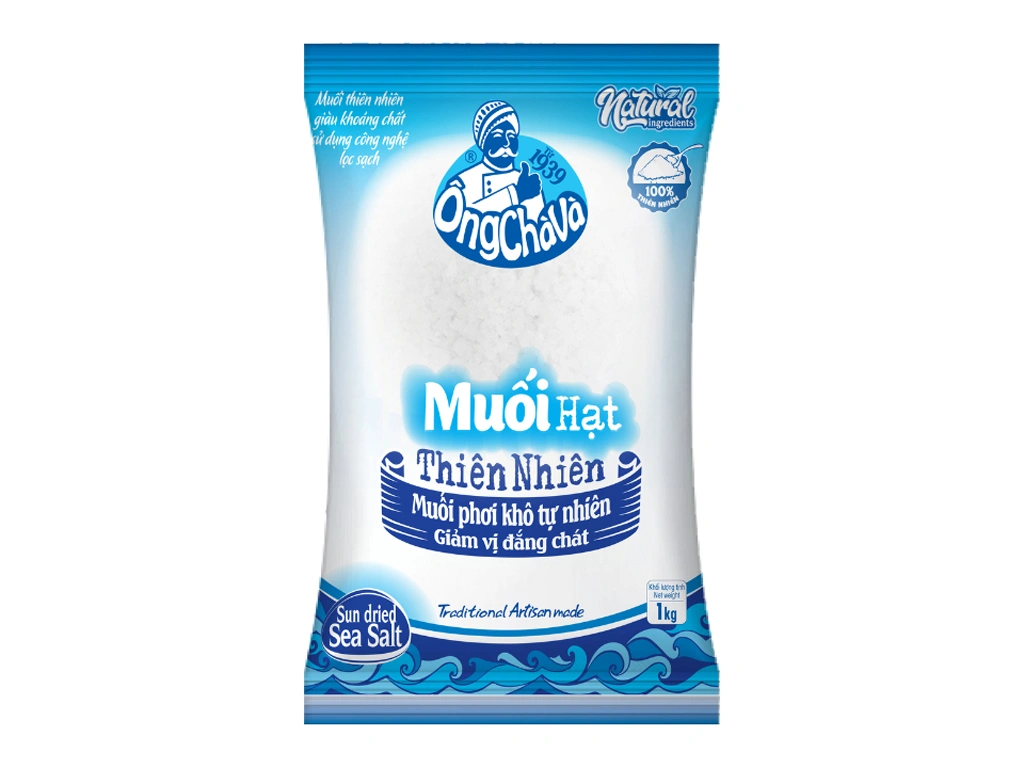 Muối thiên nhiên
giàu khoáng chất
sử dụng công nghệ
lọc sạch
Natural
ingredients
®
TỪ
1939
ÔngChàVà
100%
THIÊN NHIÊN
Muối Hạt
Thiên Nhiên
Muối phơi khô tự nhiên
Giảm vị đắng chát
Traditional Artisan made
Sun dried
Sea Salt
Khối lượng tịnh
Net weight
1kg